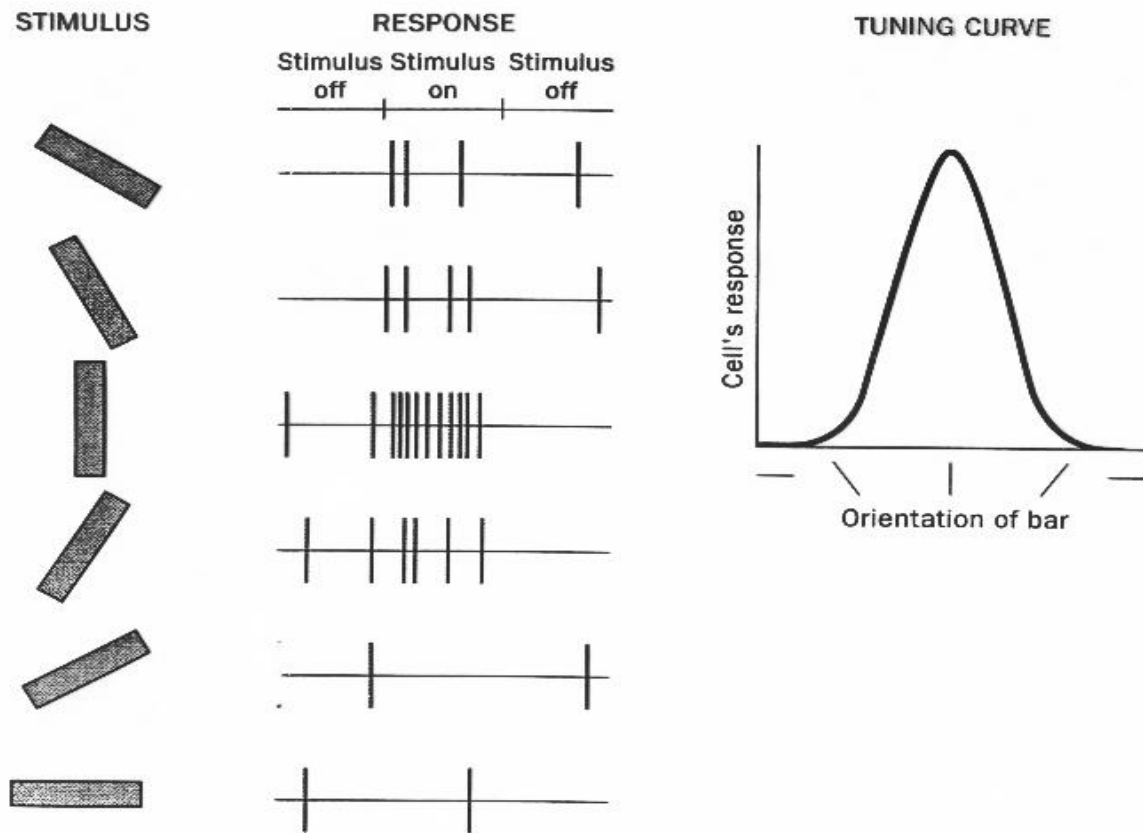 STIMULUS
RESPONSE
TUNING CURVE
Stimulus Stimulus Stimulus
off on off
Cell's response
Orientation of bar